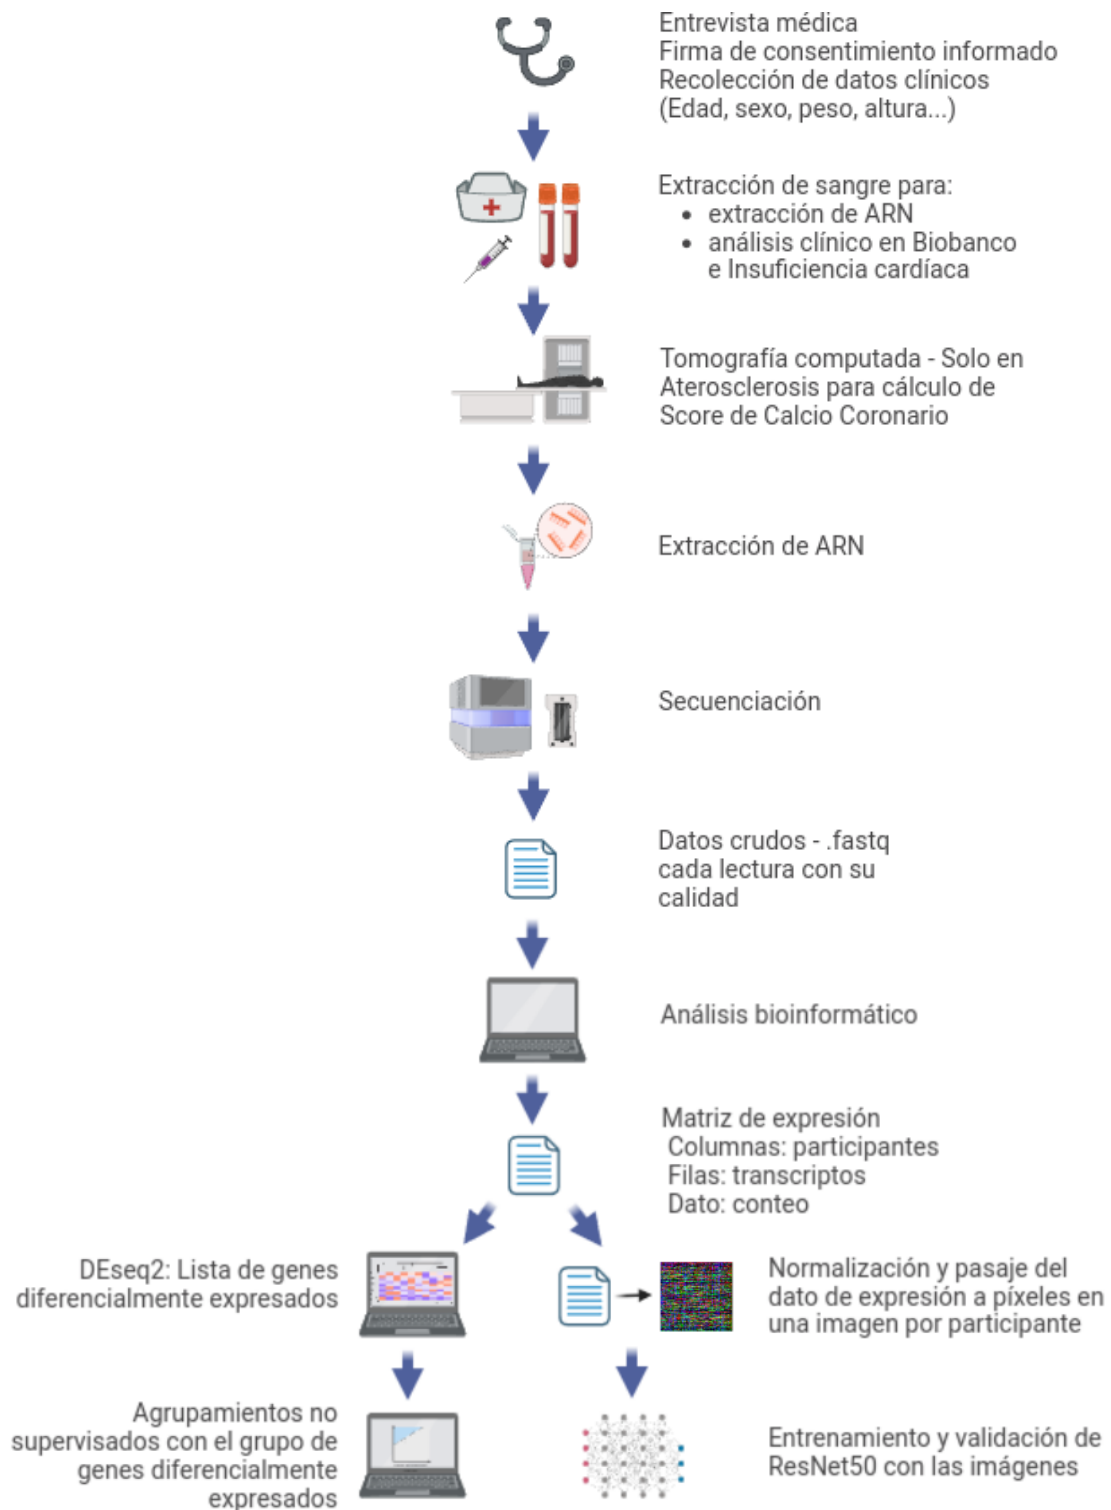 Entrevista médica
Firma de consentimiento informado
Recolección de datos clínicos
(Edad, sexo, peso, altura...)
Extracción de sangre para:
• extracción de ARN
• análisis clínico en Biobanco
e Insuficiencia cardíaca
Tomografía computada - Solo en
Aterosclerosis para cálculo de
Score de Calcio Coronario
Extracción de ARN
Secuenciación
Datos crudos - .fastq
cada lectura con su
calidad
Análisis bioinformático
Matriz de expresión
Columnas: participantes
Filas: transcriptos
Dato: conteo
DEseq2: Lista de genes
diferencialmente expresados
Normalización y pasaje del
dato de expresión a píxeles en
una imagen por participante
Agrupamientos no
supervisados con el grupo de
genes diferencialmente
expresados
Entrenamiento y validación de
ResNet50 con las imágenes